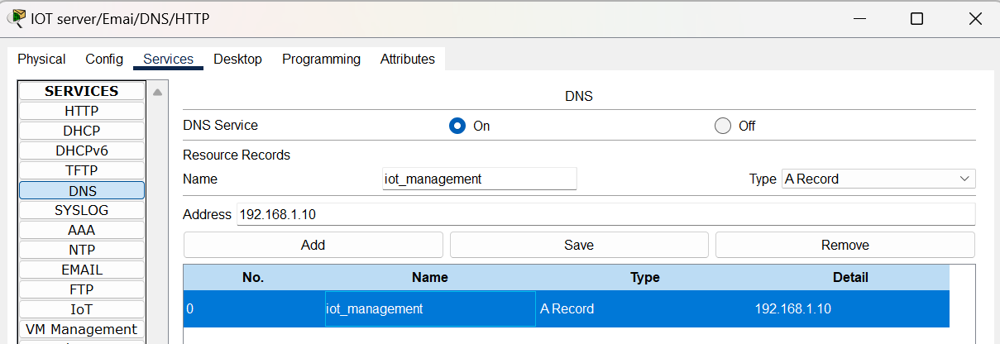 IOT server/Emai/DNS/HTTP
Physical Config Services Desktop Programming Attributes
SERVICES
HTTP
DHCP
DHCPv6
TFTP
DNS
SYSLOG
AAA
NTP
EMAIL
FTP
IoT
VM Management
DNS
DNS Service On Off
Resource Records
Name iot_management Type A Record
Address 192.168.1.10
Add Save Remove
No. Name Type Detail
0 iot_management A Record 192.168.1.10